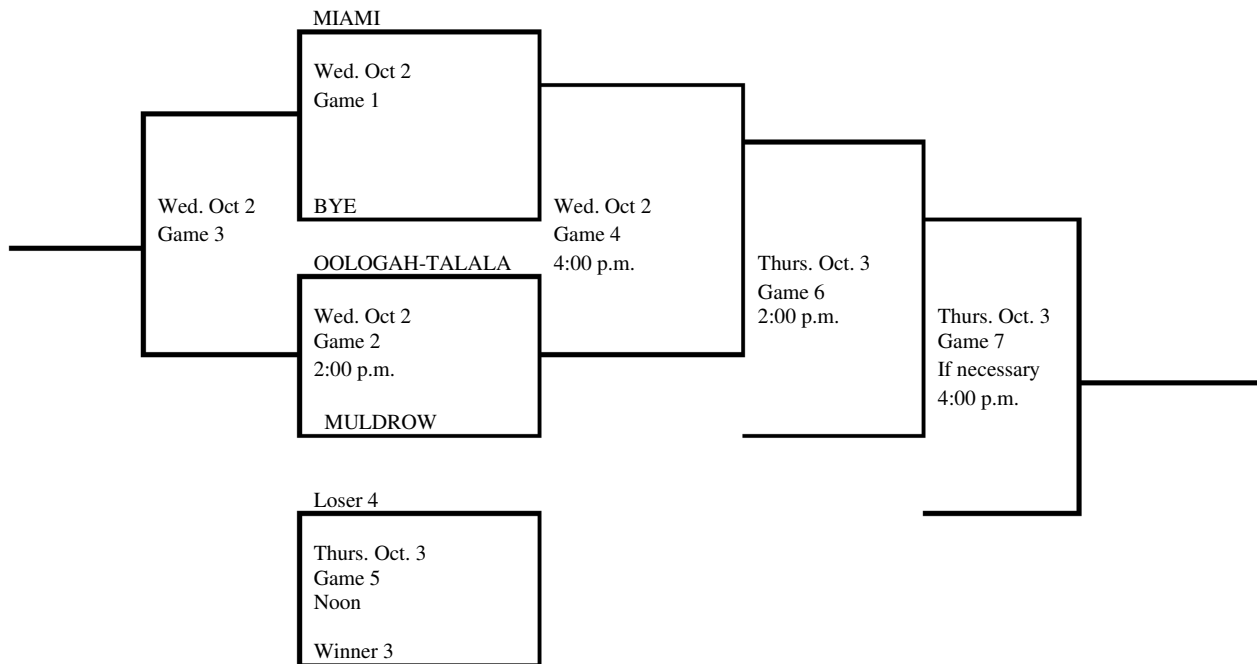 MIAMI
Wed. Oct 2
Game 1
BYE
Wed. Oct 2
Game 3
OOLOGAH-TALALA
Wed. Oct 2
Game 2
2:00 p.m.
MULDROW
Wed. Oct 2
Game 4
4:00 p.m.
Thurs. Oct. 3
Game 6
2:00 p.m.
Thurs. Oct. 3
Game 7
If necessary
4:00 p.m.
Loser 4
Thurs. Oct. 3
Game 5
Noon
Winner 3